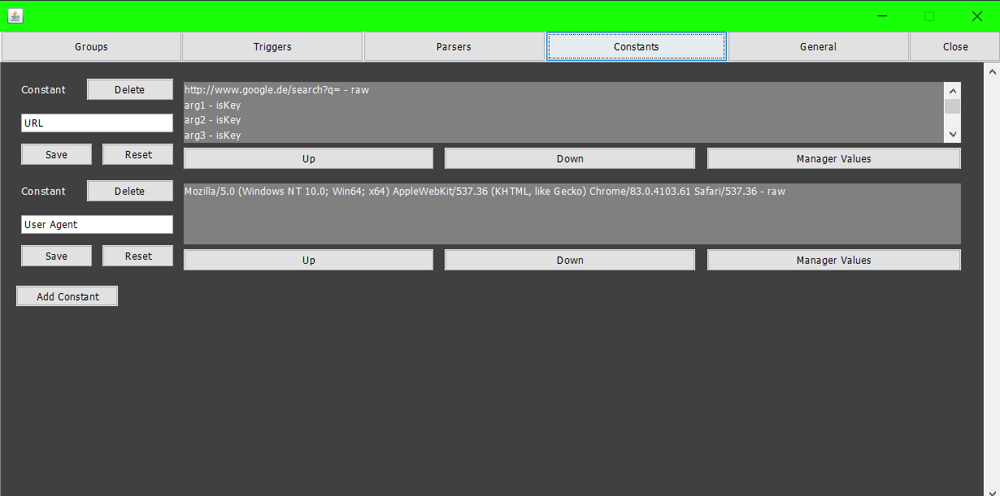 Groups Triggers Parsers Constants General Close
Constant Delete
http://www.google.de/search?q= - raw
arg1 - isKey
arg2 - isKey
arg3 - isKey
URL
Save Reset Up Down Manager Values
Constant Delete
Mozilla/5.0 (Windows NT 10.0; Win64; x64) AppleWebKit/537.36 (KHTML, like Gecko) Chrome/83.0.4103.61 Safari/537.36 - raw
User Agent
Save Reset Up Down Manager Values
Add Constant